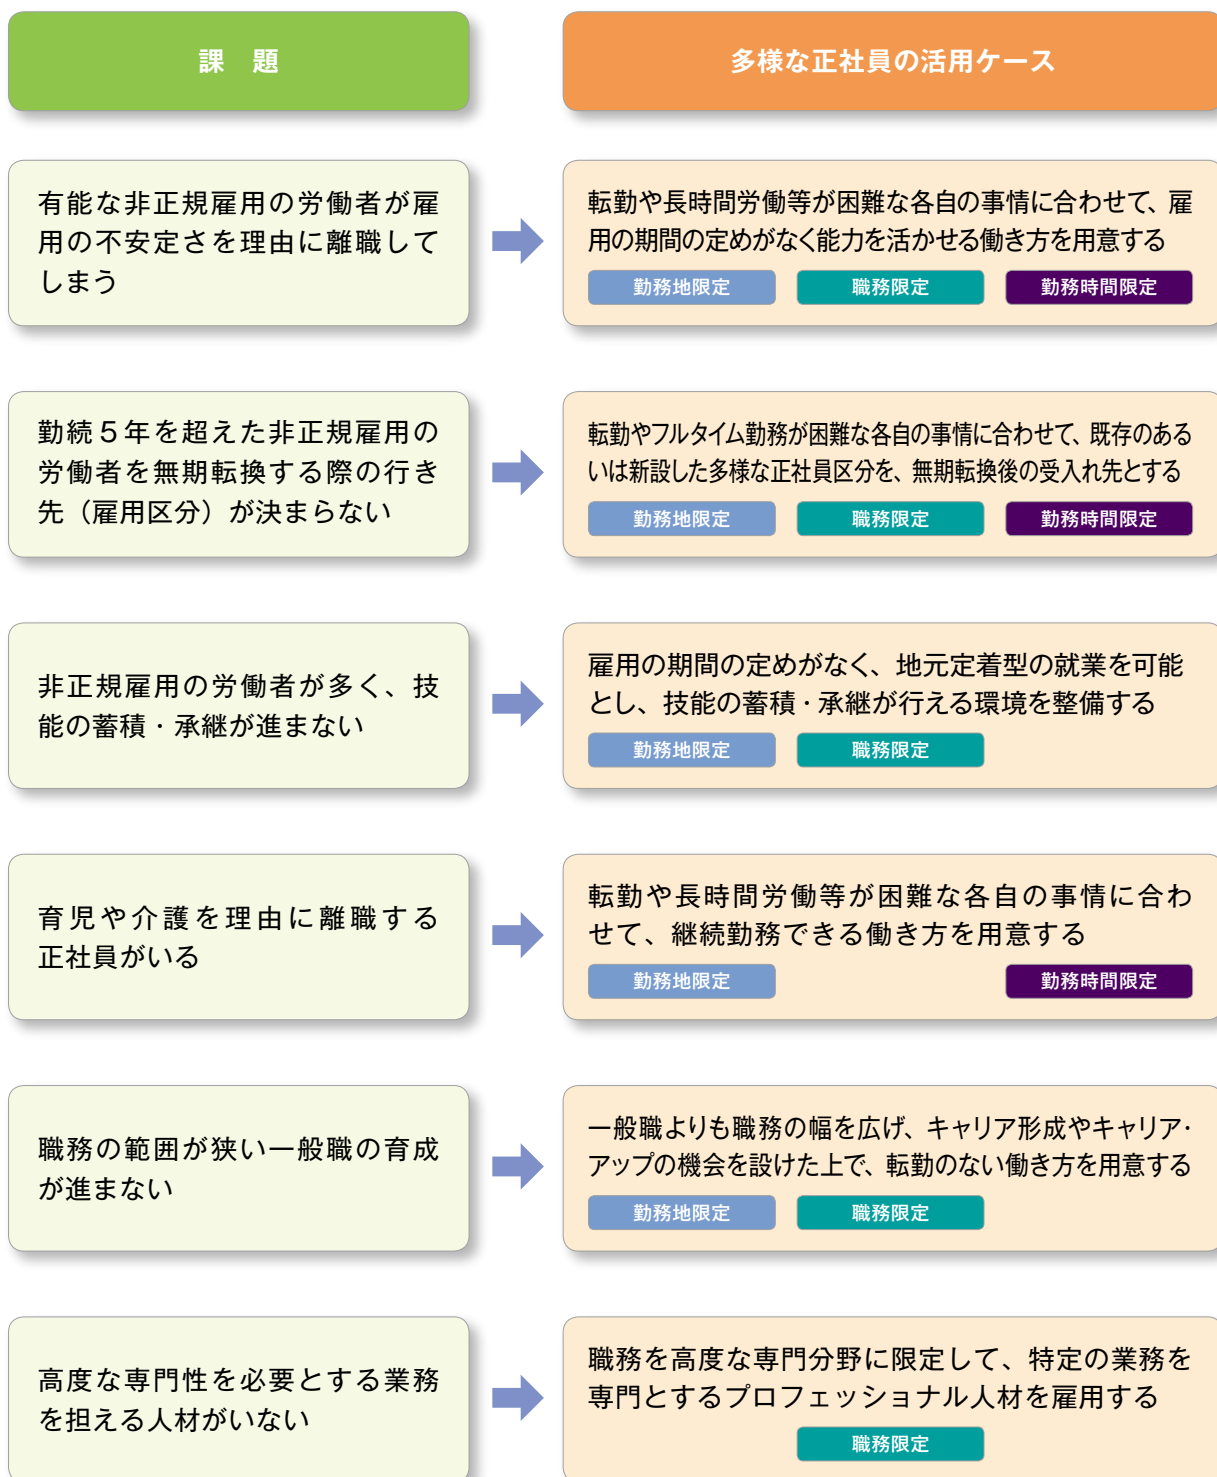 課　題
多様な正社員の活用ケース
有能な非正規雇用の労働者が雇
用の不安定さを理由に離職して
しまう
転勤や長時間労働等が困難な各自の事情に合わせて、雇
用の期間の定めがなく能力を活かせる働き方を用意する
勤務地限定
職務限定
勤務時間限定
勤続５年を超えた非正規雇用の
労働者を無期転換する際の行き
先（雇用区分）が決まらない
転勤やフルタイム勤務が困難な各自の事情に合わせて、既存のある
いは新設した多様な正社員区分を、無期転換後の受入れ先とする
勤務地限定
職務限定
勤務時間限定
非正規雇用の労働者が多く、技
能の蓄積・承継が進まない
雇用の期間の定めがなく、地元定着型の就業を可能
とし、技能の蓄積・承継が行える環境を整備する
勤務地限定
職務限定
育児や介護を理由に離職する
正社員がいる
転勤や長時間労働等が困難な各自の事情に合わ
せて、継続勤務できる働き方を用意する
勤務地限定
勤務時間限定
職務の範囲が狭い一般職の育成
が進まない
一般職よりも職務の幅を広げ、キャリア形成やキャリア・
アップの機会を設けた上で、転勤のない働き方を用意する
勤務地限定
職務限定
高度な専門性を必要とする業務
を担える人材がいない
職務を高度な専門分野に限定して、特定の業務を
専門とするプロフェッショナル人材を雇用する
職務限定